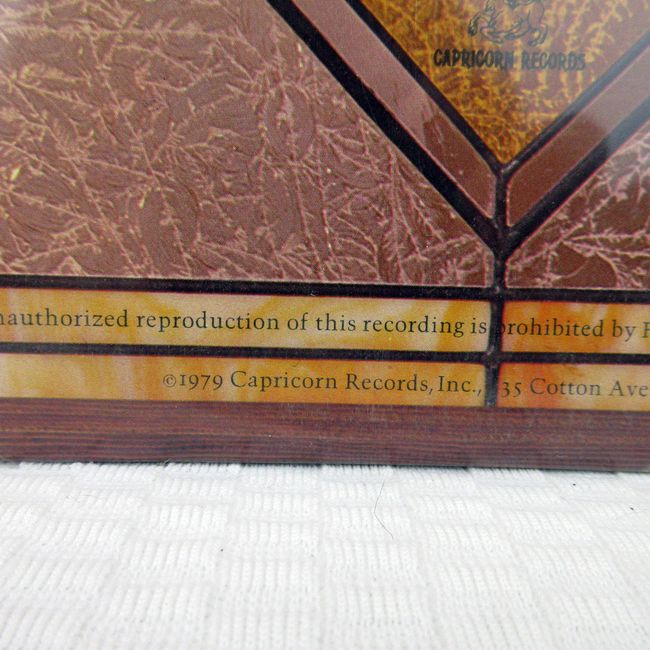 CAPRICORN RECORDS
nauthorized reproduction of this recording is prohibited by F
©1979 Capricorn Records, Inc., 35 Cotton Ave